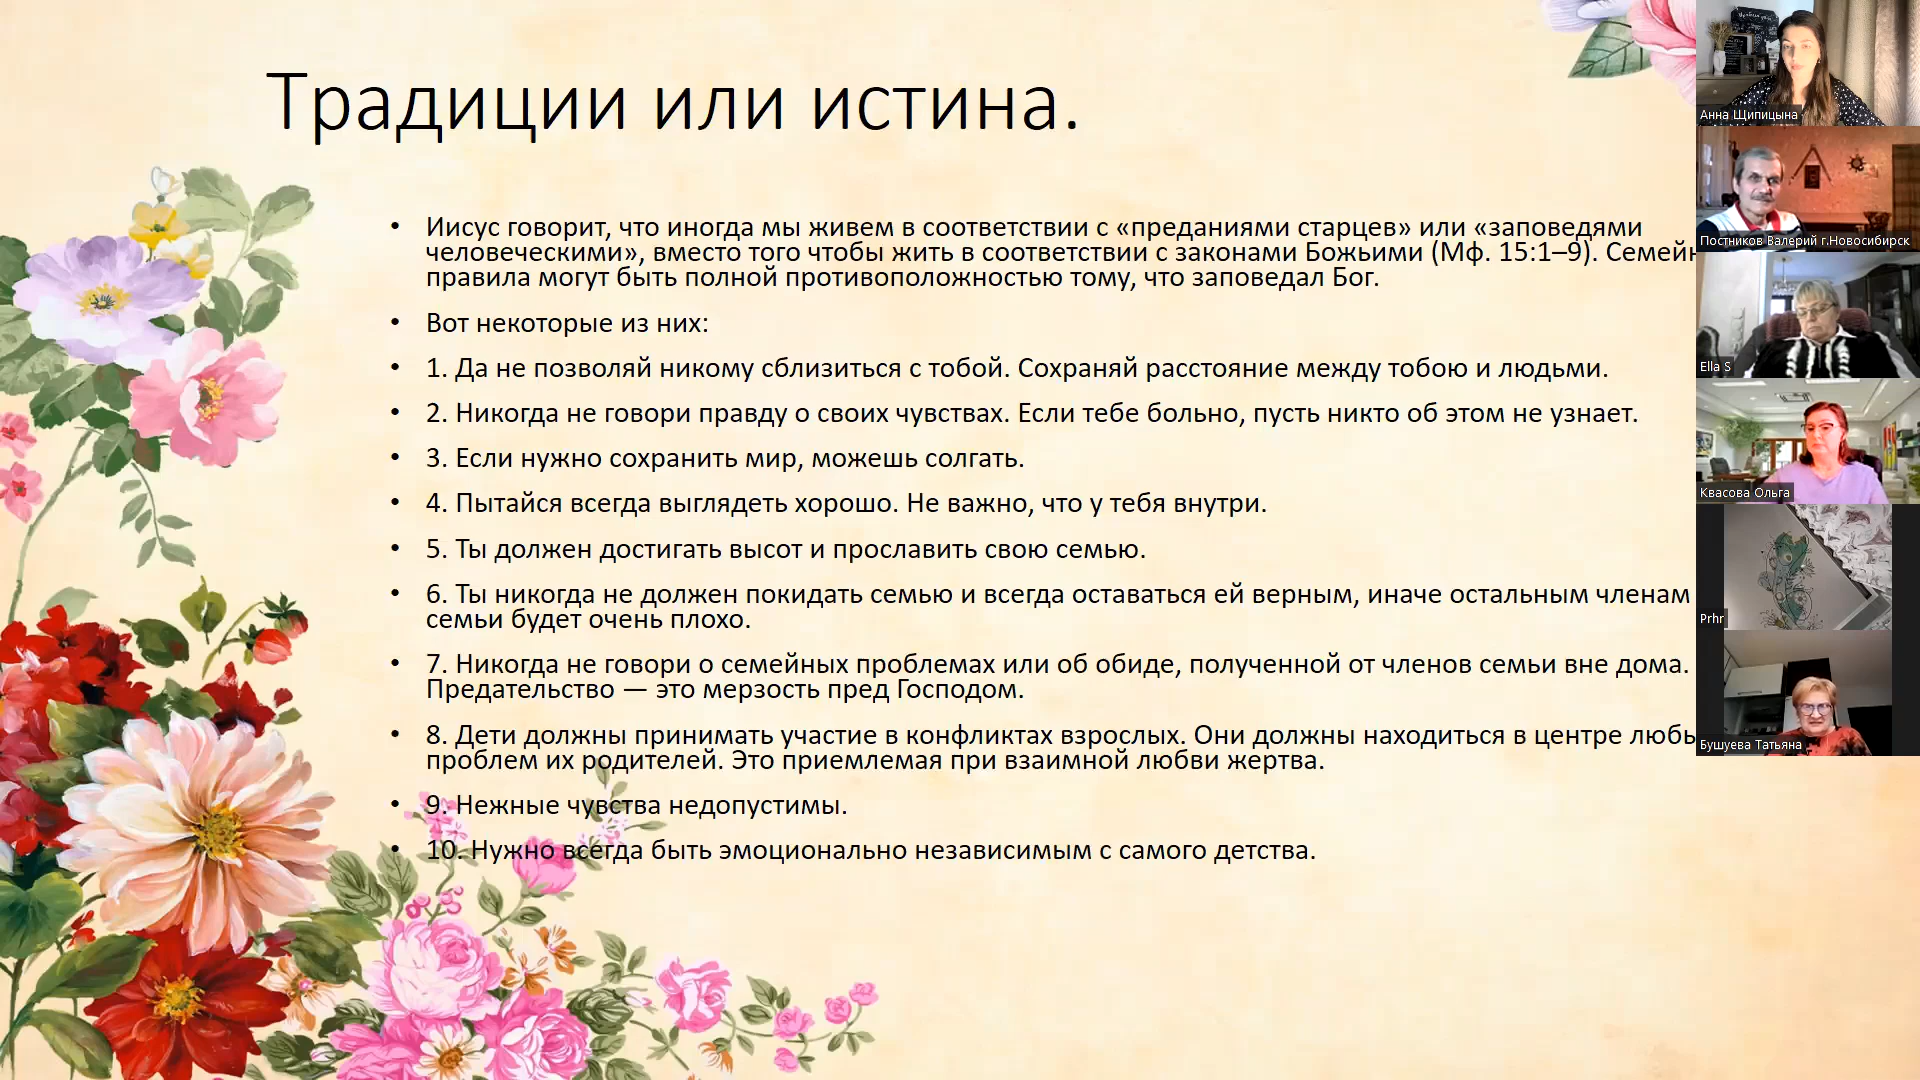 Традиции или истина.
• Иисус говорит, что иногда мы живем в соответствии с «преданиями старцев» или «заповедями
человеческими», вместо того чтобы жить в соответствии с законами Божьими (Мф. 15:1–9).
правила могут быть полной противоположностью тому, что заповедал Бог.
• Вот некоторые из них:
• 1. Да не позволяй никому сблизиться с тобой. Сохраняй расстояние между тобою и людьми.
• 2. Никогда не говори правду о своих чувствах. Если тебе больно, пусть никто об этом не узнает.
• 3. Если нужно сохранить мир, можешь солгать.
• 4. Пытайся всегда выглядеть хорошо. Не важно, что у тебя внутри.
• 5. Ты должен достигать высот и прославить свою семью.
• 6. Ты никогда не должен покидать семью и всегда оставаться ей верным, иначе остальным членам
семьи будет очень плохо.
• 7. Никогда не говори о семейных проблемах или об обиде, полученной от членов семьи вне дома.
Предательство — это мерзость пред Господом.
• 8. Дети должны принимать участие в конфликтах взрослых. Они должны находиться в центре
проблем их родителей. Это приемлемая при взаимной любви жертва.
• 9. Нежные чувства недопустимы.
• 10. Нужно всегда быть эмоционально независимым с самого детства.
Анна Щипицына
Постников Валерий г.Новосибирск
Ella S
Квасова Ольга
Prhr
Бушуева Татьяна